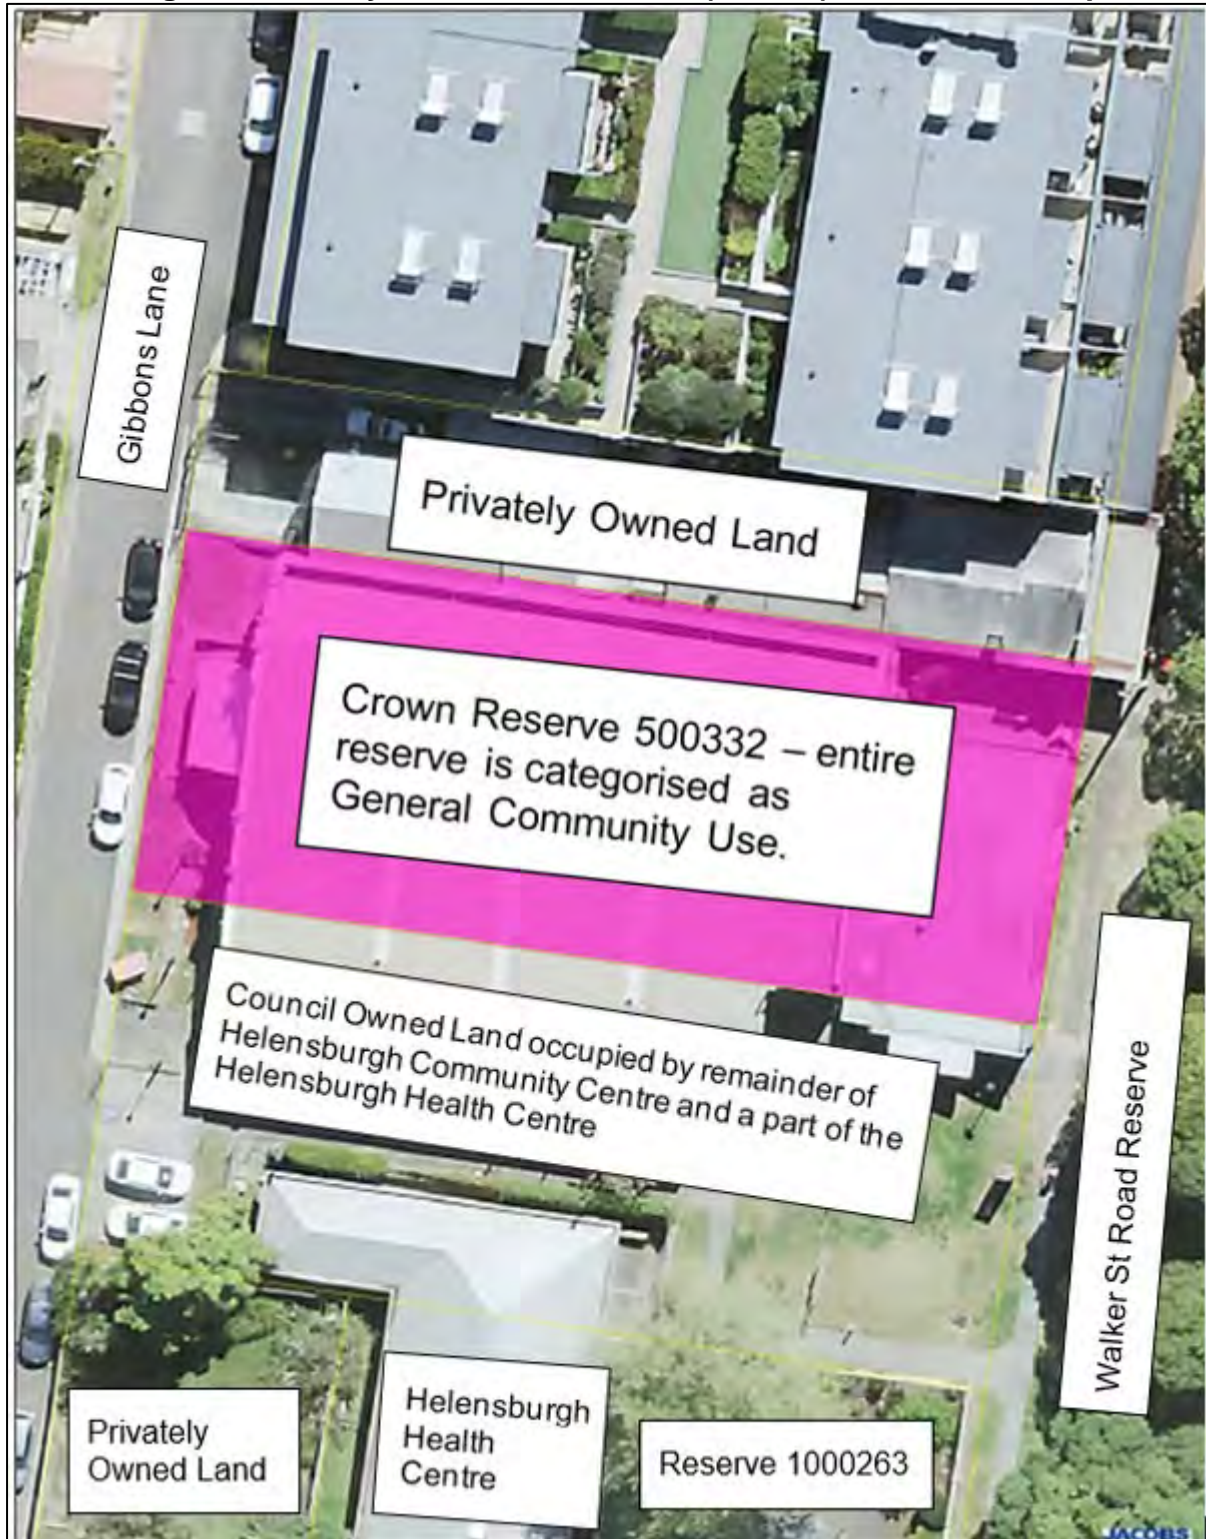 Gibbons Lane
Privately Owned Land
Crown Reserve 500332 – entire
reserve is categorised as
General Community Use.
Council Owned Land occupied by remainder of
Helensburgh Community Centre and a part of the
Helensburgh Health Centre
Walker St Road Reserve
Privately
Owned Land
Helensburgh
Health
Centre
Reserve 1000263
JACOBS